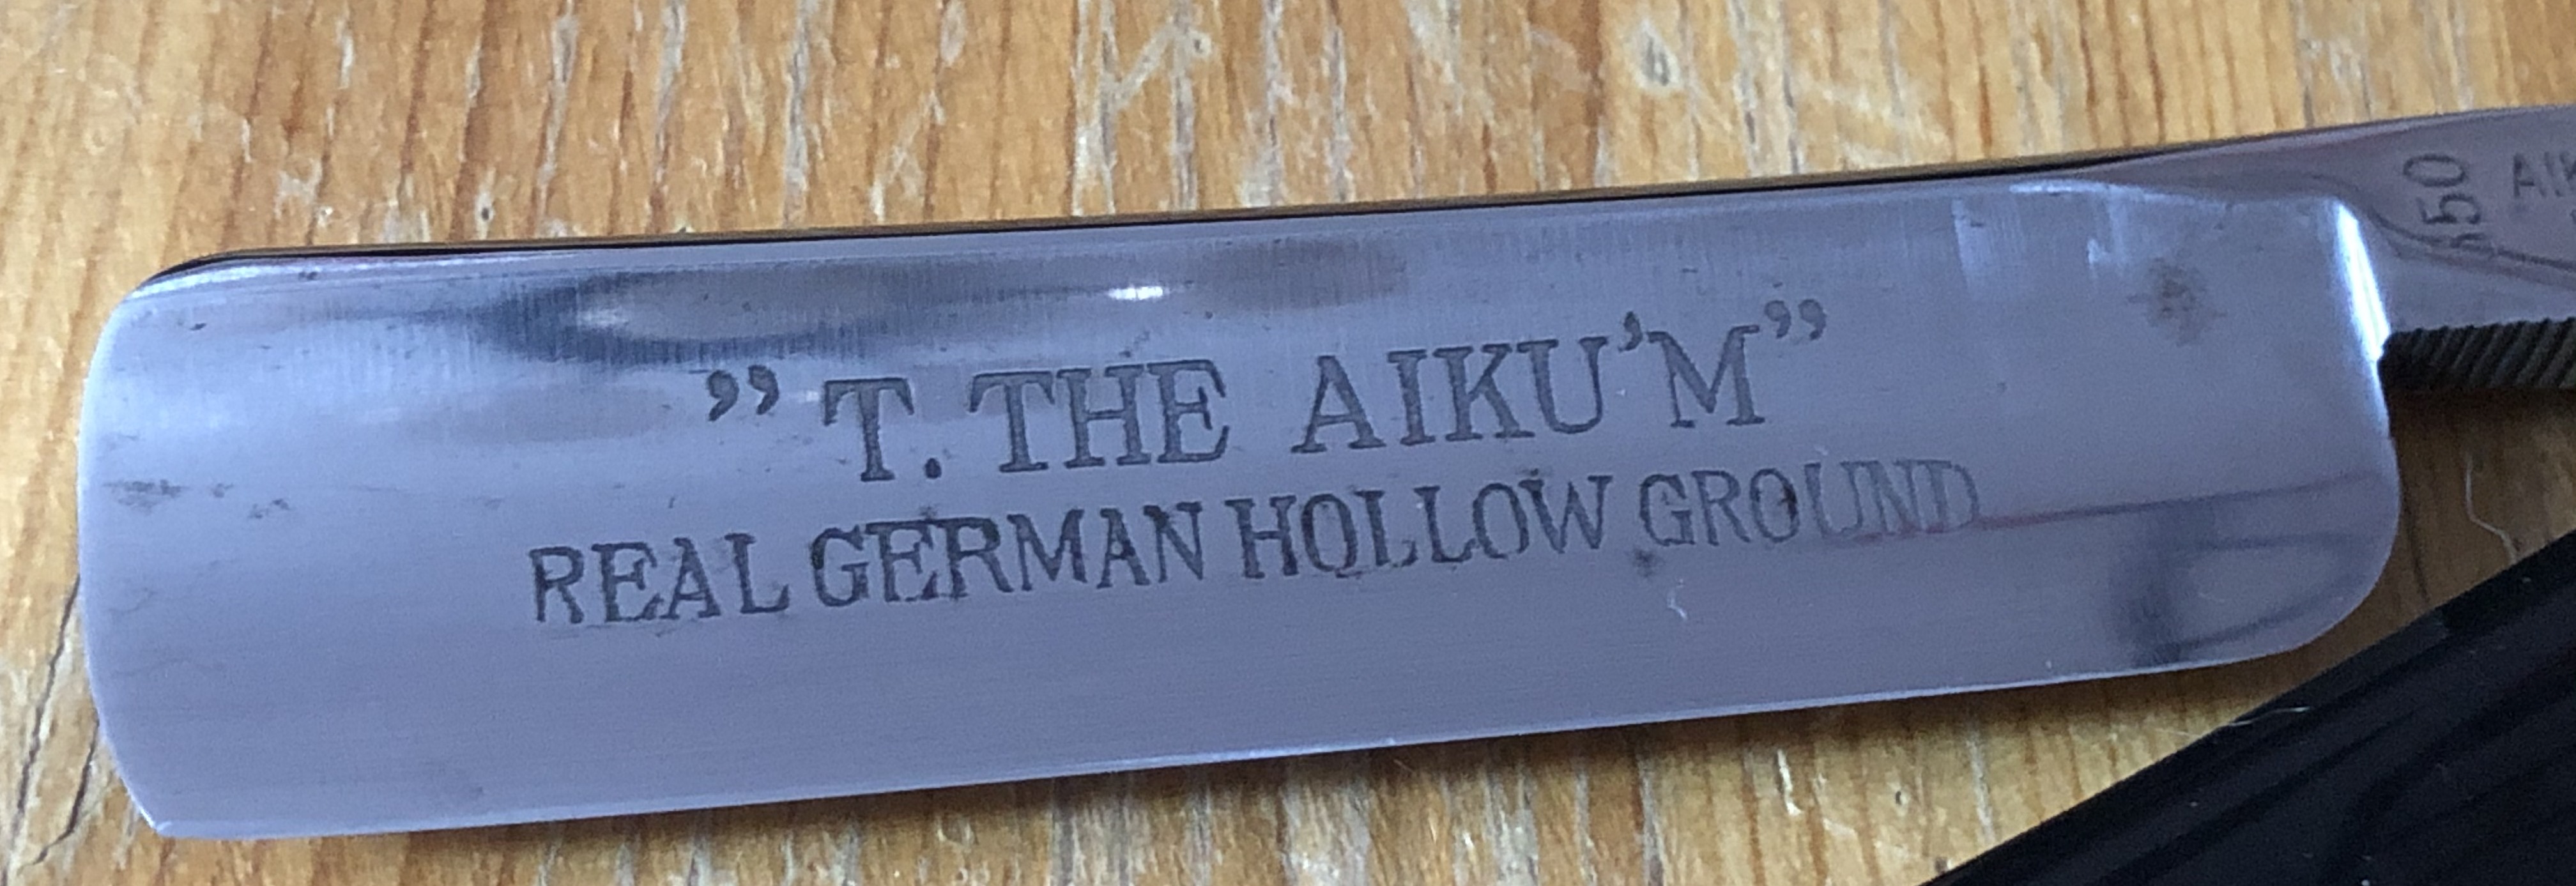 ” T. THE AIKU’M”
REAL GERMAN HOLLOW GROUND